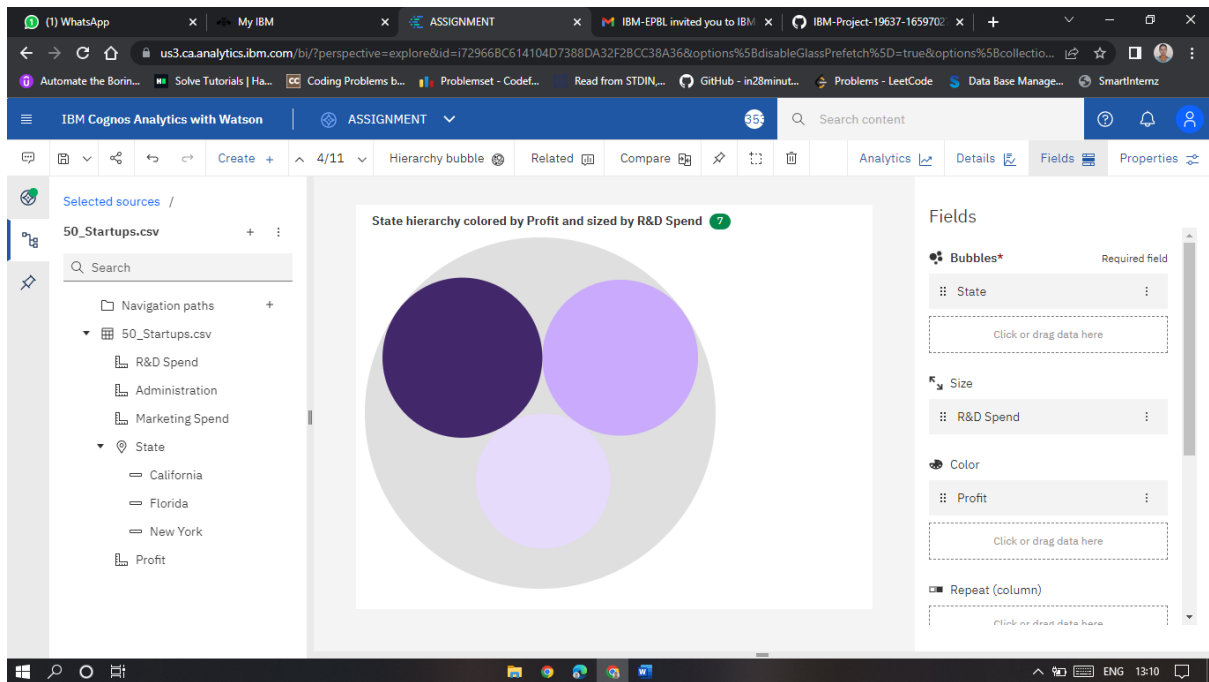 (1) WhatsApp
My IBM
ASSIGNMENT
IBM-EPBL invited you to IBM
IBM-Project-19637-1659702
us3.ca.analytics.ibm.com/bi/?perspective=explore&id=i72966BC614104D7388DA32F2BCC38A36&options%5BdisableGlassPrefetch%5D=true&options%5Bcollectio...
Automate the Borin...
Solve Tutorials | Ha...
Coding Problems b...
Problemset - Codef...
Read from STDIN,...
GitHub - in28minut...
Problems - LeetCode
Data Base Manage...
SmartInternz
IBM Cognos Analytics with Watson
ASSIGNMENT
353
Search content
Create +
4/11
Hierarchy bubble
Related
Compare
Analytics
Details
Fields
Properties
Selected sources /
50_Startups.csv
Search
Navigation paths
50_Startups.csv
R&D Spend
Administration
Marketing Spend
State
California
Florida
New York
Profit
State hierarchy colored by Profit and sized by R&D Spend 7
Fields
Bubbles* Required field
State
Click or drag data here
Size
R&D Spend
Color
Profit
Click or drag data here
Repeat (column)
Click or drag data here
ENG 13:10